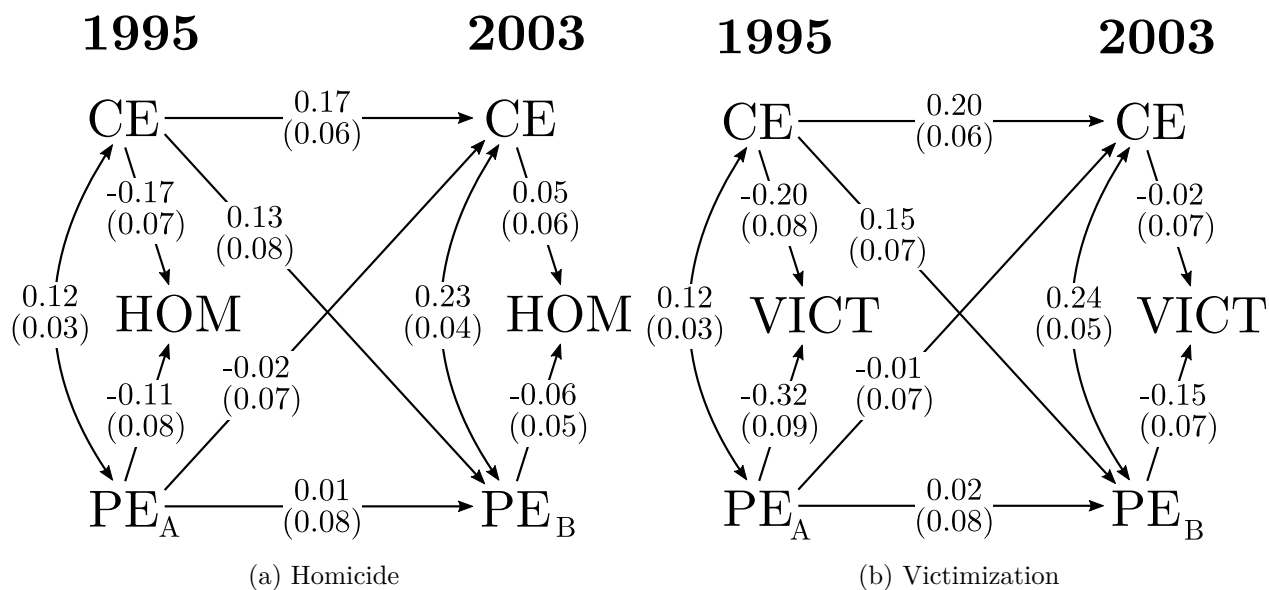 1995 2003 1995 2003
CE 0.17 CE CE 0.20 CE
(0.06) (0.06)
-0.17 0.05 -0.20 -0.02
(0.07) (0.06) (0.08) (0.07)
0.13 0.15
(0.08) (0.07)
0.12 HOM 0.23 HOM 0.12 VICT 0.24 VICT
(0.03) (0.04) (0.03) (0.05)
-0.02 -0.01
(0.07) (0.07)
-0.11 -0.06 -0.32 -0.15
(0.08) (0.05) (0.09) (0.07)
PE_A 0.01 PE_B PE_A 0.02 PE_B
(0.08) (0.08)
(a) Homicide (b) Victimization